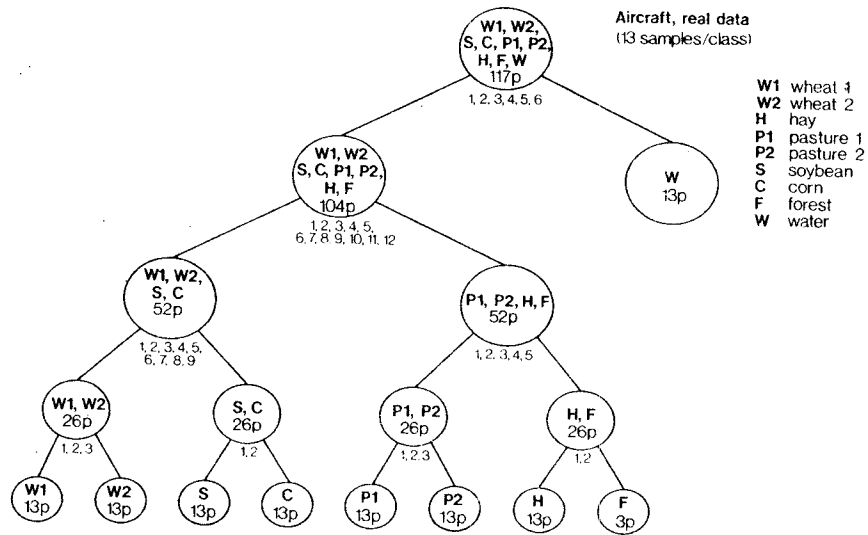 W1, W2,
S, C, P1, P2,
H, F, W
117p
1, 2, 3, 4, 5, 6
Aircraft, real data
(13 samples/class)
W1 wheat 1
W2 wheat 2
H hay
P1 pasture 1
P2 pasture 2
S soybean
C corn
F forest
W water
W1, W2
S, C, P1, P2,
H, F
104p
1, 2, 3, 4, 5,
6, 7, 8 9, 10, 11, 12
W
13p
W1, W2,
S, C
52p
1, 2, 3, 4, 5,
6, 7, 8, 9
P1, P2, H, F
52p
1, 2, 3, 4, 5
W1, W2
26p
1, 2, 3
S, C
26p
1, 2
P1, P2
26p
1, 2, 3
H, F
26p
1, 2
W1
13p
W2
13p
S
13p
C
13p
P1
13p
P2
13p
H
13p
F
3p